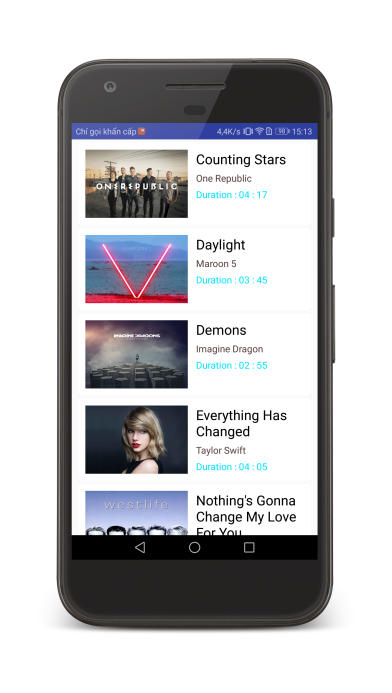 Chỉ gọi khẩn cấp 4,4K/s 90 15:13
ONEREPUBLIC
Counting Stars
One Republic
Duration : 04 : 17
Daylight
Maroon 5
Duration : 03 : 45
IMAGINE DRAGONS
Demons
Imagine Dragon
Duration : 02 : 55
Everything Has
Changed
Taylor Swift
Duration : 04 : 05
westlife
Nothing's Gonna
Change My Love
For You